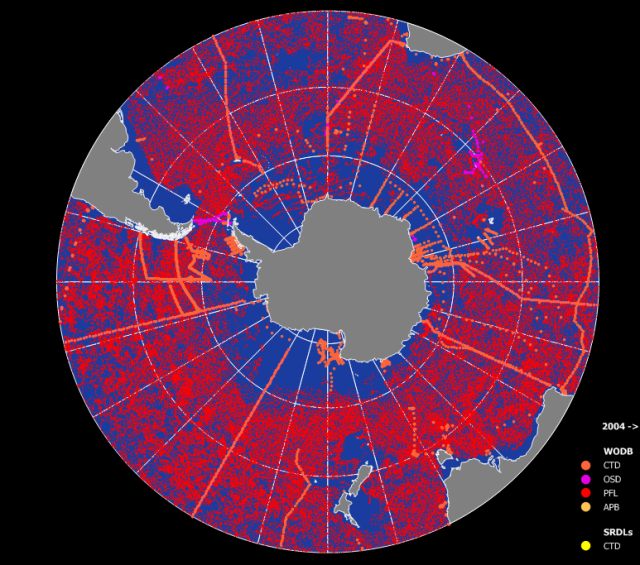 2004 ->
WODB
CTD
OSD
PFL
APB
SRDLs
CTD